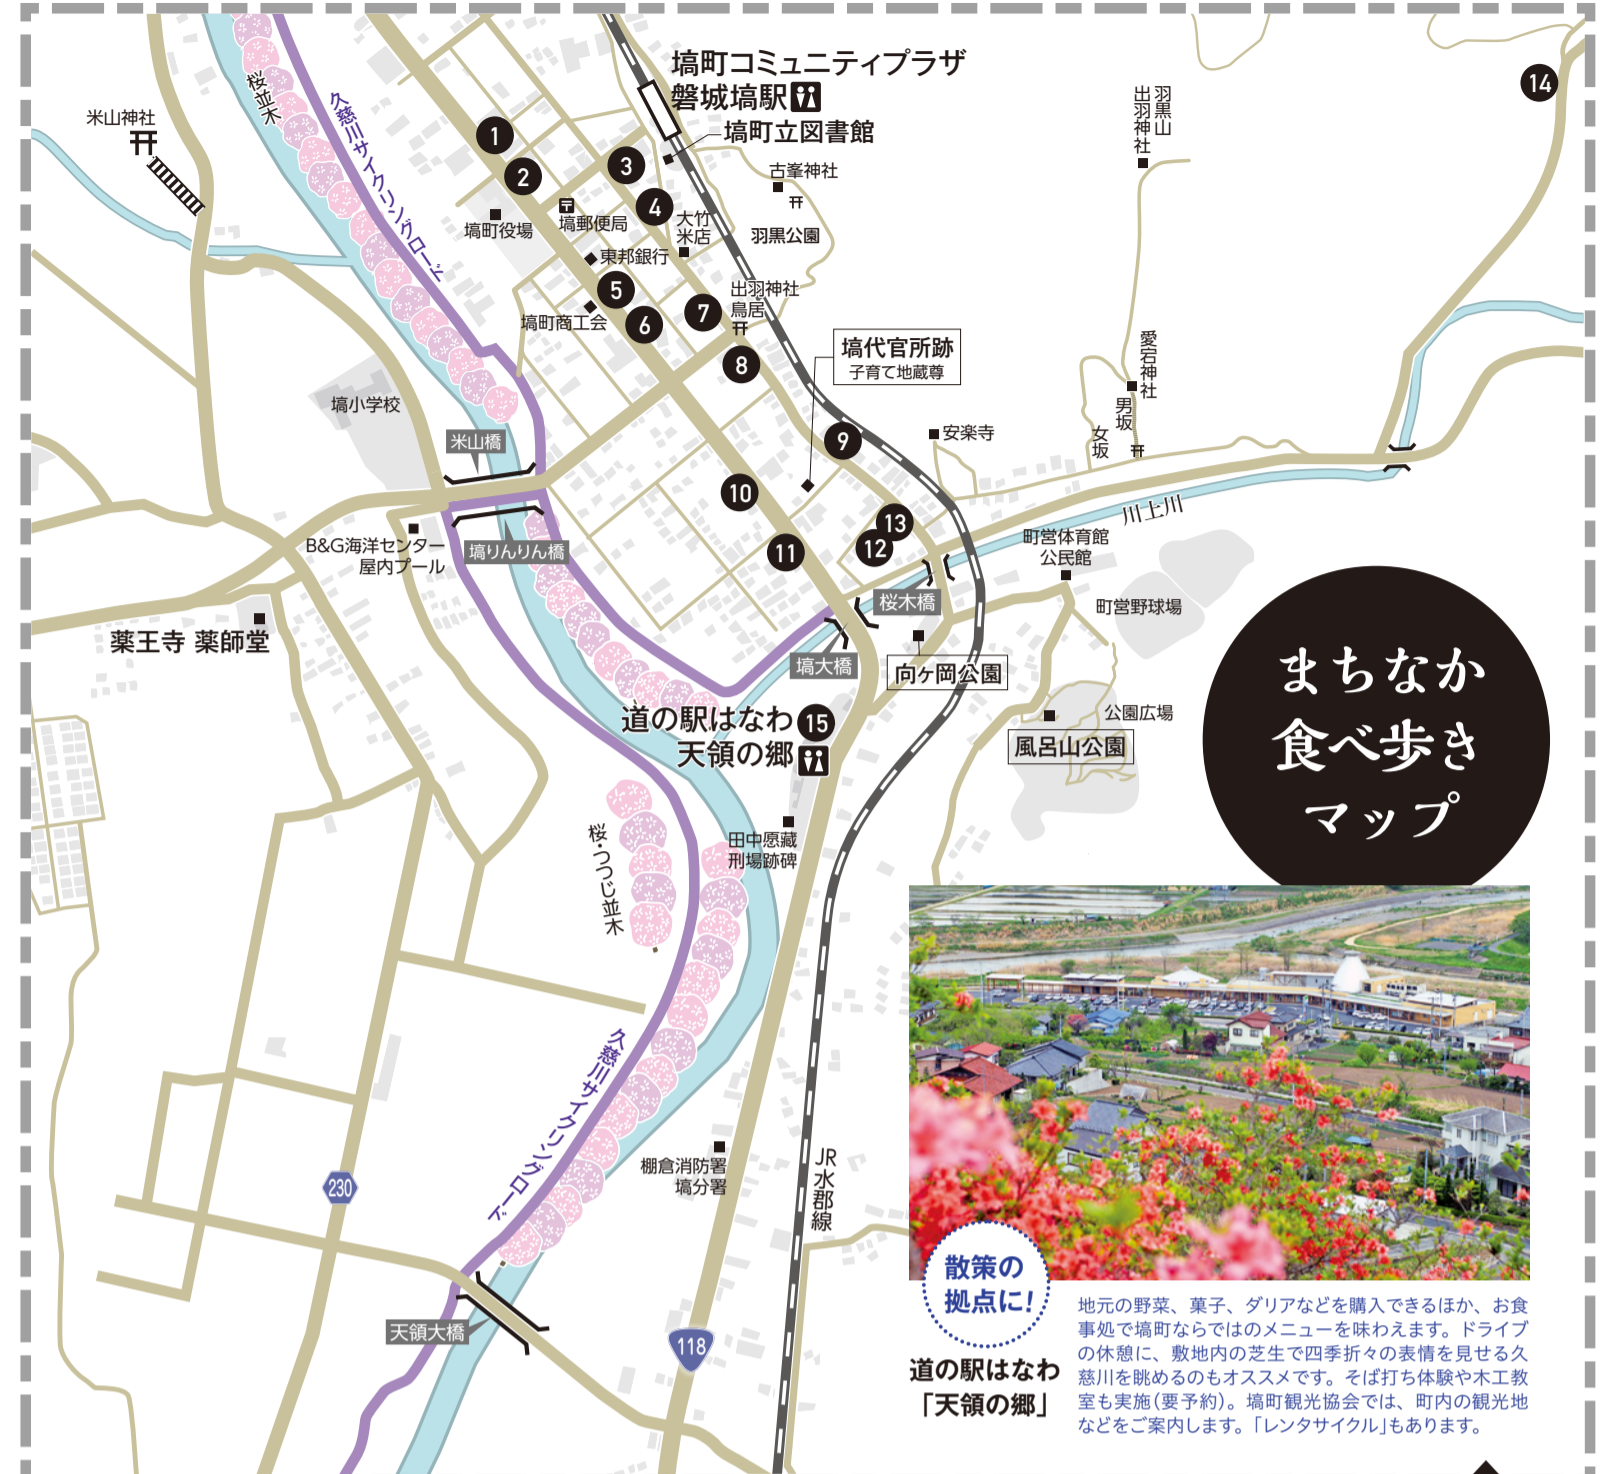 桜並木
久慈川サイクリングロード
米山神社
塙町コミュニティプラザ
磐城塙駅
塙町立図書館
1
2
3
4
古峯神社
羽黒山
出羽神社
14
塙町役場
塙郵便局
大竹
米店
羽黒公園
東邦銀行
5
6
7
出羽神社
鳥居
塙町商工会
8
塙代官所跡
子育て地蔵尊
愛宕神社
男坂
女坂
塙小学校
米山橋
9
安楽寺
10
13
12
11
川上川
B&G海洋センター
屋内プール
塙りんりん橋
町営体育館
公民館
町営野球場
桜木橋
薬王寺 薬師堂
塙大橋
向ヶ岡公園
道の駅はなわ
天領の郷
15
公園広場
風呂山公園
まちなか
食べ歩き
マップ
桜・つつじ並木
田中愿蔵
刑場跡碑
久慈川サイクリングロード
棚倉消防署
塙分署
JR水郡線
230
天領大橋
118
散策の
拠点に!
道の駅はなわ
「天領の郷」
地元の野菜、菓子、ダリアなどを購入できるほか、お食
事処で塙町ならではのメニューを味わえます。ドライブ
の休憩に、敷地内の芝生で四季折々の表情を見せる久
慈川を眺めるのもオススメです。そば打ち体験や木工教
室も実施(要予約)。塙町観光協会では、町内の観光地
などをご案内します。「レンタサイクル」もあります。